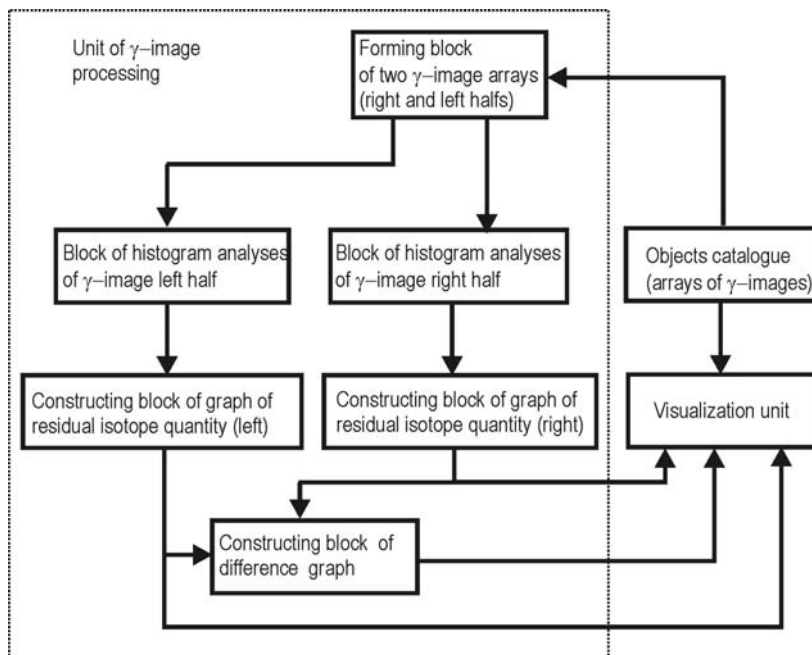 Unit of γ–image
processing
Forming block
of two γ–image arrays
(right and left halfs)
Block of histogram analyses
of γ–image left half
Block of histogram analyses
of γ–image right half
Objects catalogue
(arrays of γ–images)
Constructing block of graph of
residual isotope quantity (left)
Constructing block of graph of
residual isotope quantity (right)
Visualization unit
Constructing block of
difference graph